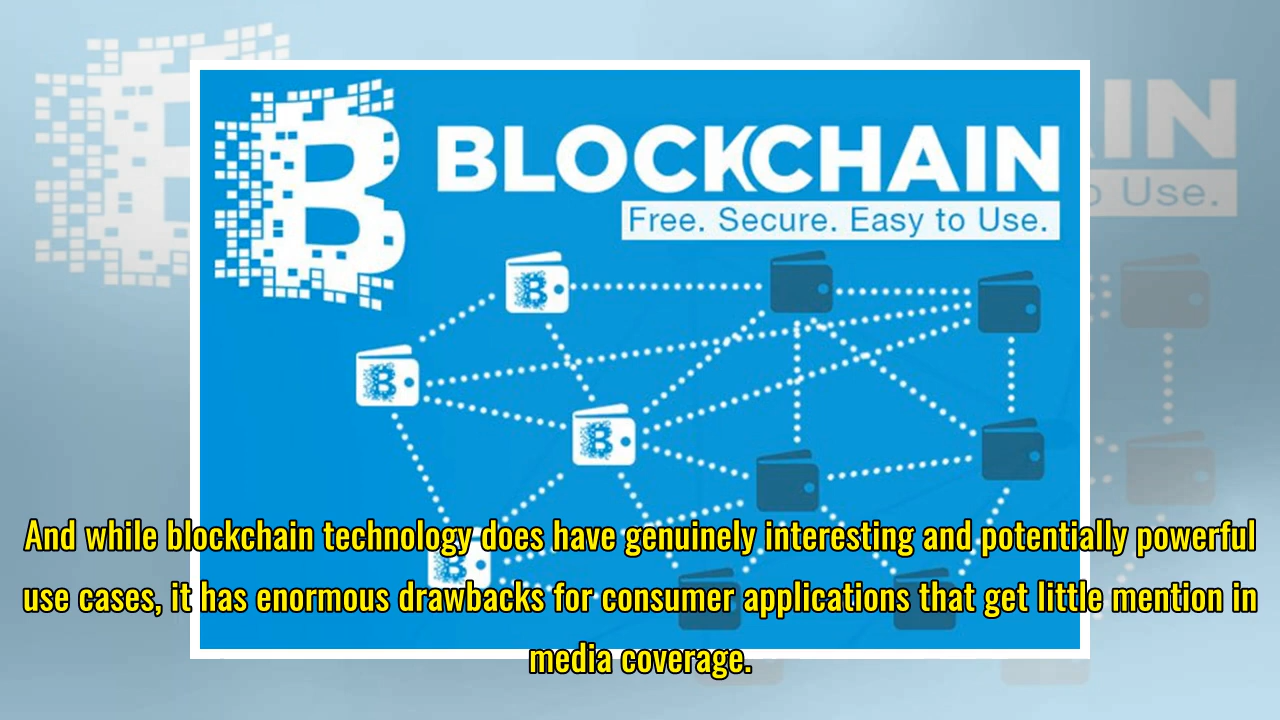 BLOCKCHAIN
Free. Secure. Easy to Use.
And while blockchain technology does have genuinely interesting and potentially powerful
use cases, it has enormous drawbacks for consumer applications that get little mention in
media coverage.